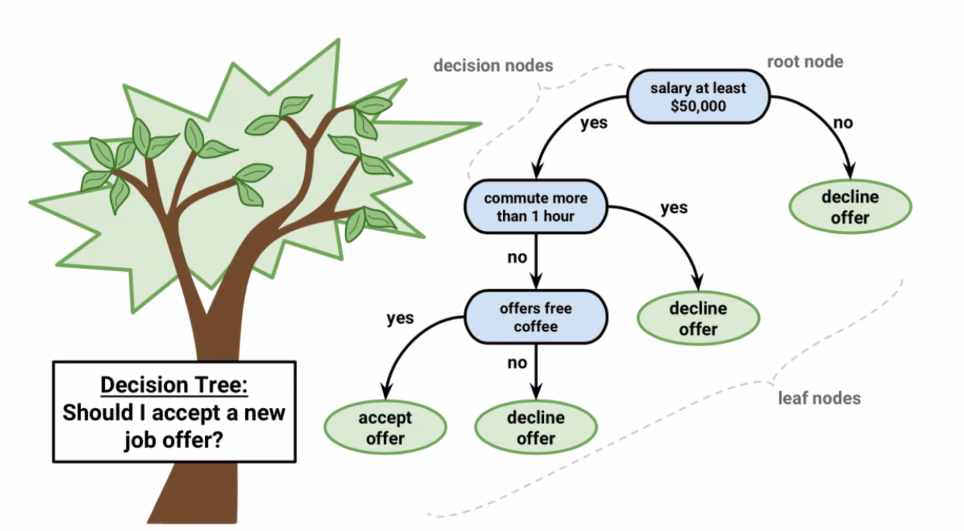 decision nodes
root node
salary at least
$50,000
yes
no
decline
offer
commute more
than 1 hour
yes
no
decline
offer
offers free
coffee
yes
no
accept
offer
decline
offer
leaf nodes
Decision Tree:
Should I accept a new
job offer?